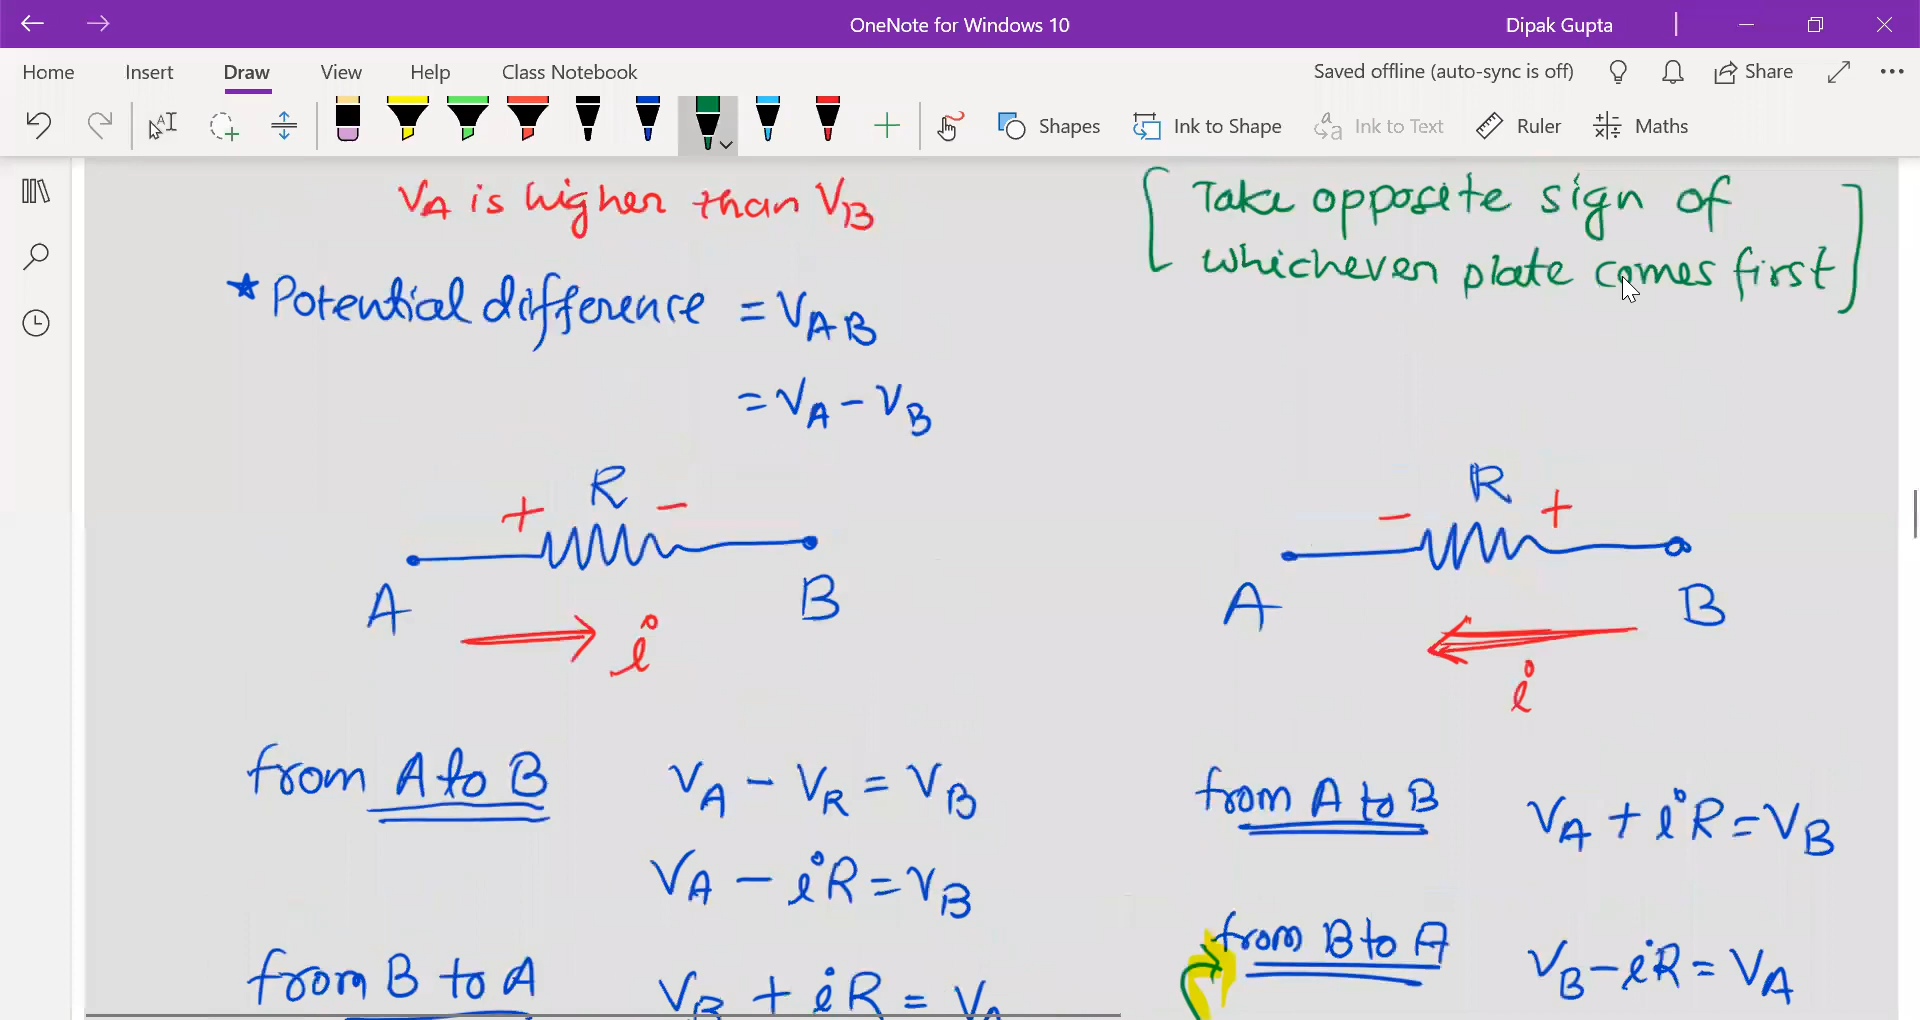 OneNote for Windows 10
Dipak Gupta
Home Insert Draw View Help Class Notebook
Saved offline (auto-sync is off) Share
Shapes Ink to Shape Ink to Text Ruler Maths
VA is higher than VB
[Take opposite sign of
whichever plate comes first]
★ Potential difference = VAB
= VA - VB
R
+ -
A B
i
R
- +
A B
i
from A to B VA - VR = VB
VA - iR = VB
from B to A VB + iR = VA
from A to B VA + iR = VB
from B to A VB - iR = VA